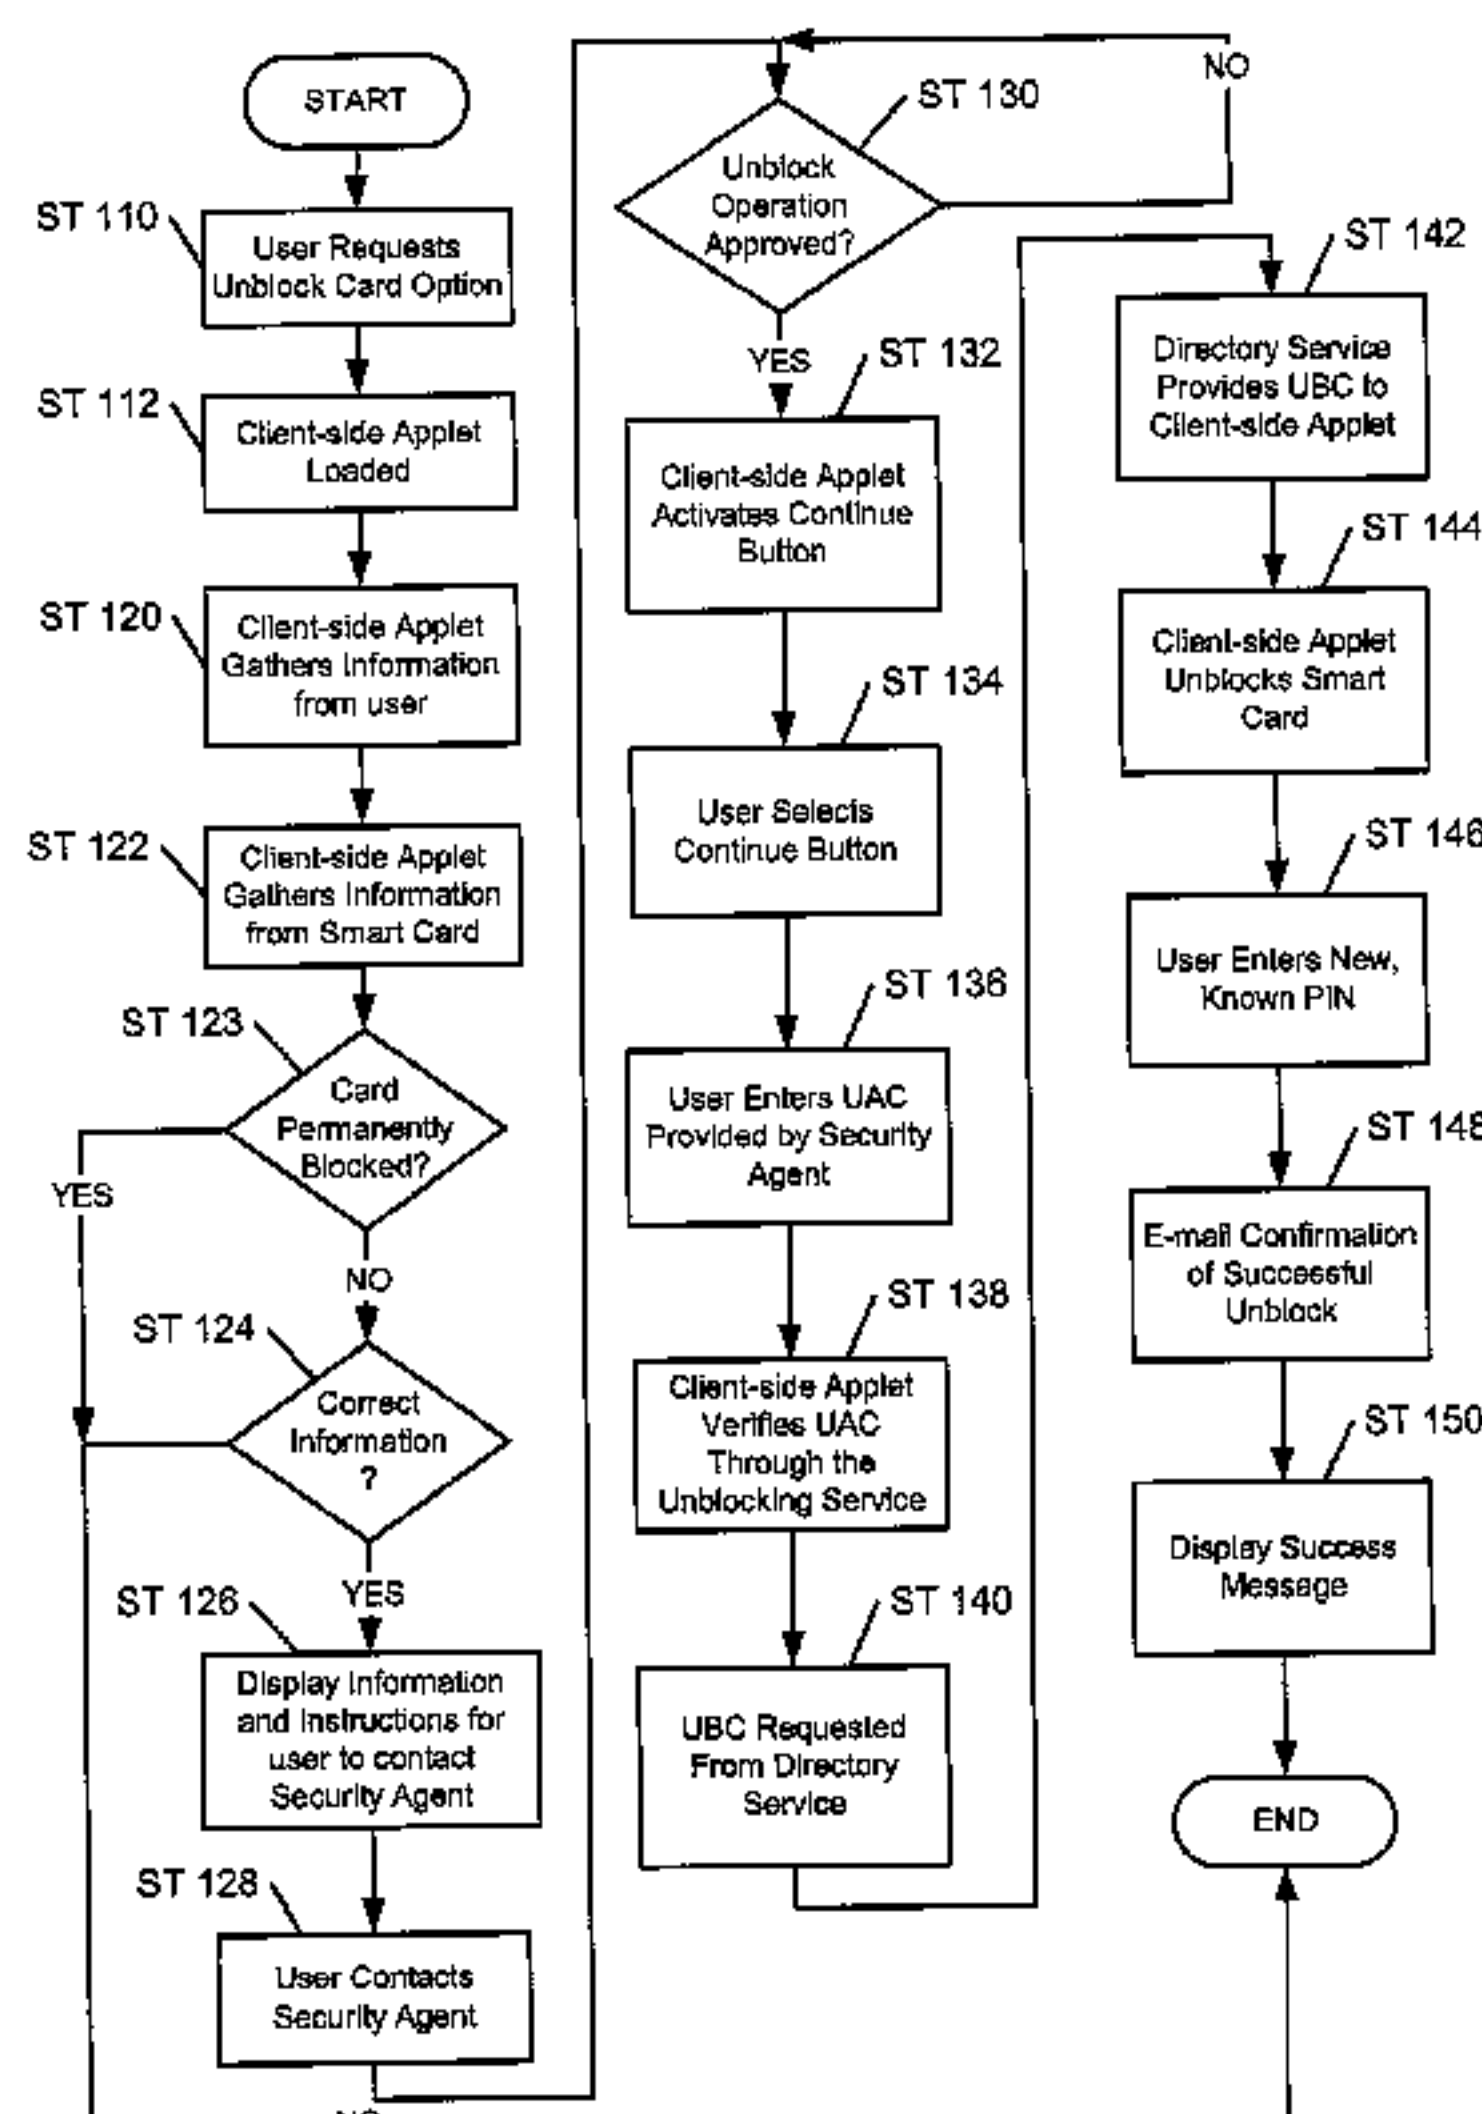 START
ST 110
User Requests
Unblock Card Option
ST 112
Client-side Applet
Loaded
ST 120
Client-side Applet
Gathers Information
from user
ST 122
Client-side Applet
Gathers Information
from Smart Card
ST 123
Card
Permanently
Blocked?
YES
NO
ST 124
Correct
Information
?
YES
ST 126
Display Information
and Instructions for
user to contact
Security Agent
ST 128
User Contacts
Security Agent
NO
ST 130
Unblock
Operation
Approved?
NO
YES
ST 132
Client-side Applet
Activates Continue
Button
ST 134
User Selects
Continue Button
ST 136
User Enters UAC
Provided by Security
Agent
ST 138
Client-side Applet
Verifies UAC
Through the
Unblocking Service
ST 140
UBC Requested
From Directory
Service
ST 142
Directory Service
Provides UBC to
Client-side Applet
ST 144
Client-side Applet
Unblocks Smart
Card
ST 146
User Enters New,
Known PIN
ST 148
E-mail Confirmation
of Successful
Unblock
ST 150
Display Success
Message
END